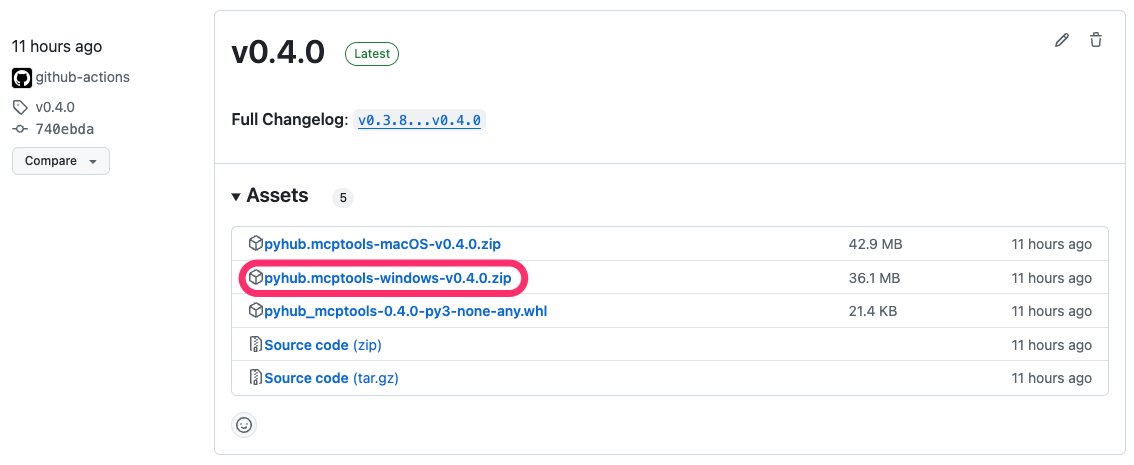 11 hours ago
github-actions
v0.4.0
740ebda
Compare
v0.4.0 Latest
Full Changelog: v0.3.8...v0.4.0
Assets 5
pyhub.mcptools-macOS-v0.4.0.zip 42.9 MB 11 hours ago
pyhub.mcptools-windows-v0.4.0.zip 36.1 MB 11 hours ago
pyhub_mcptools-0.4.0-py3-none-any.whl 21.4 KB 11 hours ago
Source code (zip) 11 hours ago
Source code (tar.gz) 11 hours ago